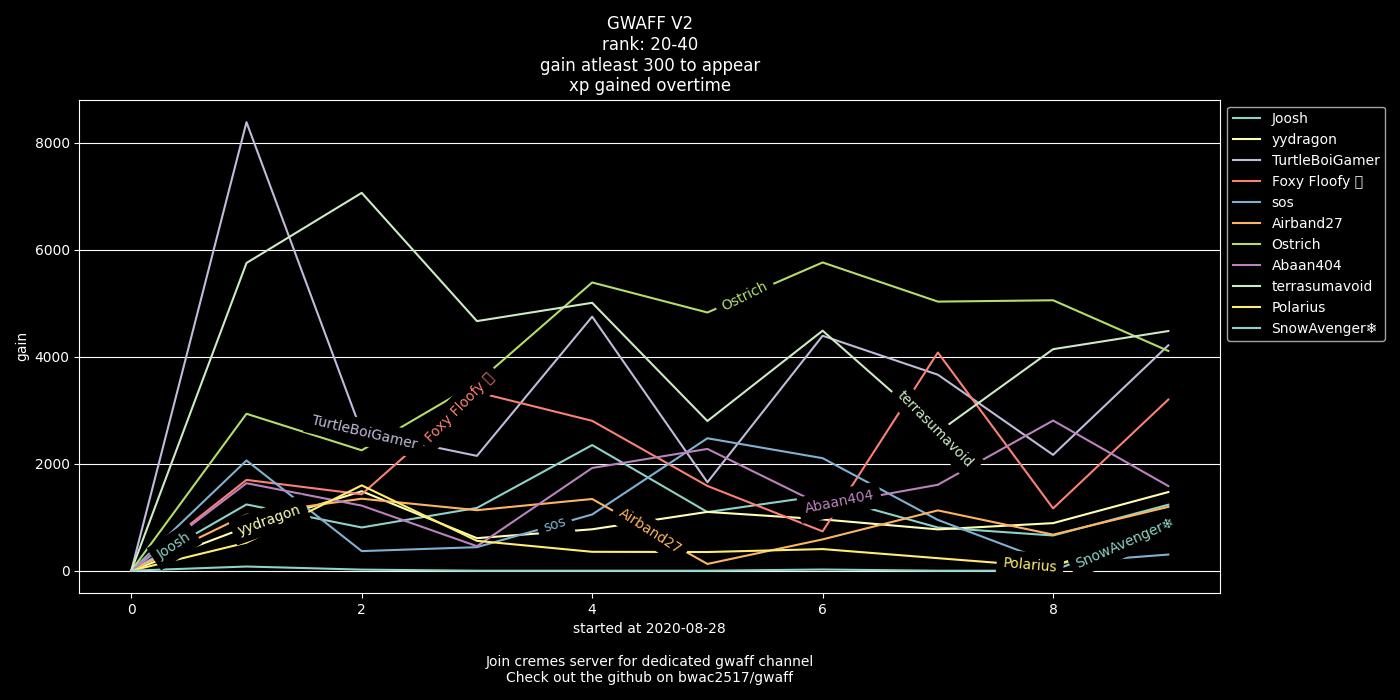 GWAFF V2
rank: 20-40
gain atleast 300 to appear
xp gained overtime
8000
6000
4000
2000
0
gain
Joosh
yydragon
TurtleBoiGamer
Foxy Floofy
sos
Airband27
Ostrich
Abaan404
terrasumavoid
Polarius
SnowAvenger❄
Joosh
yydragon
TurtleBoiGamer
Foxy Floofy
sos
Airband27
Ostrich
Abaan404
terrasumavoid
Polarius
SnowAvenger❄
0
2
4
6
8
started at 2020-08-28
Join cremes server for dedicated gwaff channel
Check out the github on bwac2517/gwaff